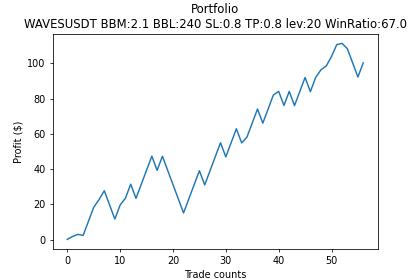 Portfolio
WAVESUSDT BBM:2.1 BBL:240 SL:0.8 TP:0.8 lev:20 WinRatio:67.0
100
80
60
40
20
0
Profit ($)
0 10 20 30 40 50
Trade counts